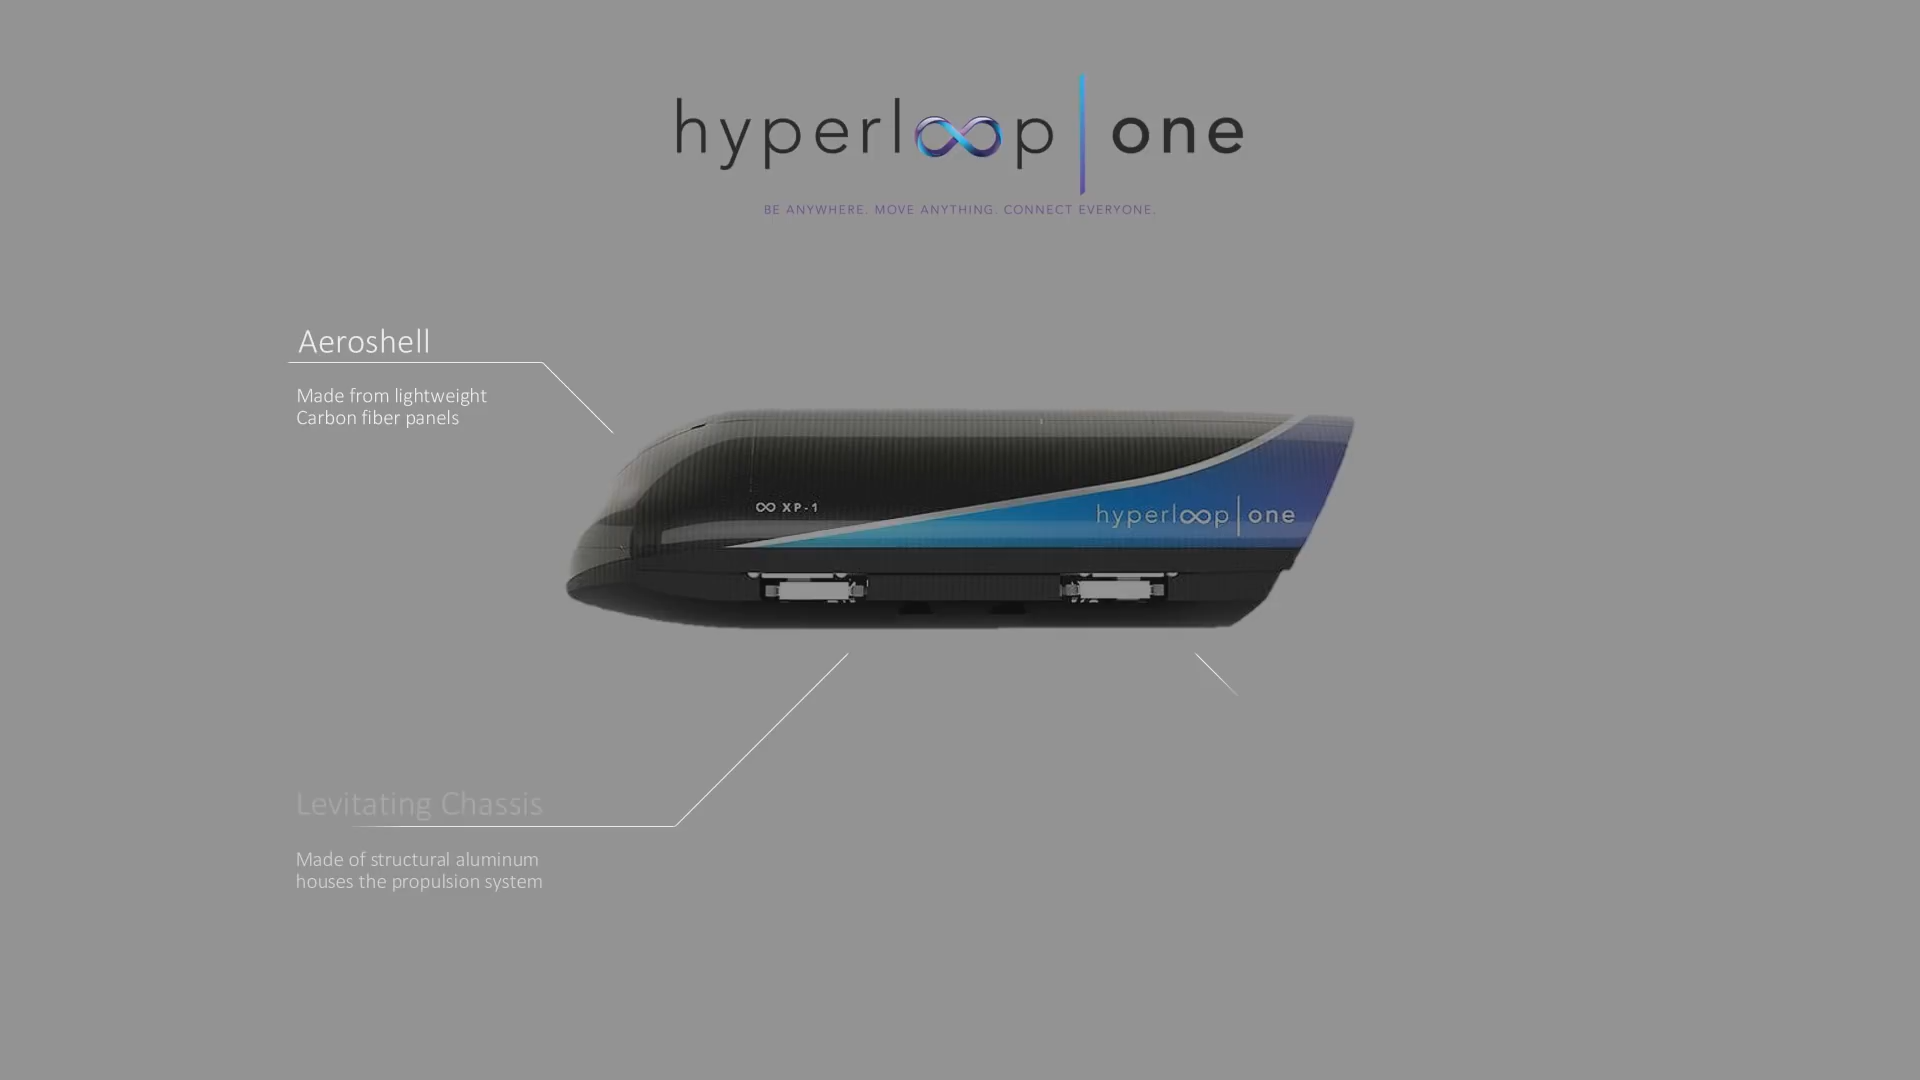 hyperloop | one
BE ANYWHERE. MOVE ANYTHING. CONNECT EVERYONE.
Aeroshell
Made from lightweight
Carbon fiber panels
XP-1
hyperloop | one
Levitating Chassis
Made of structural aluminum
houses the propulsion system